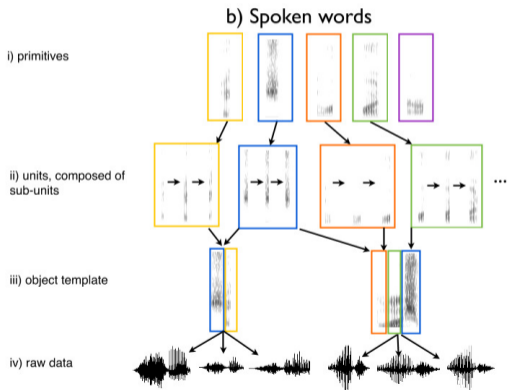 b) Spoken words
i) primitives
ii) units, composed of
sub-units
...
iii) object template
iv) raw data